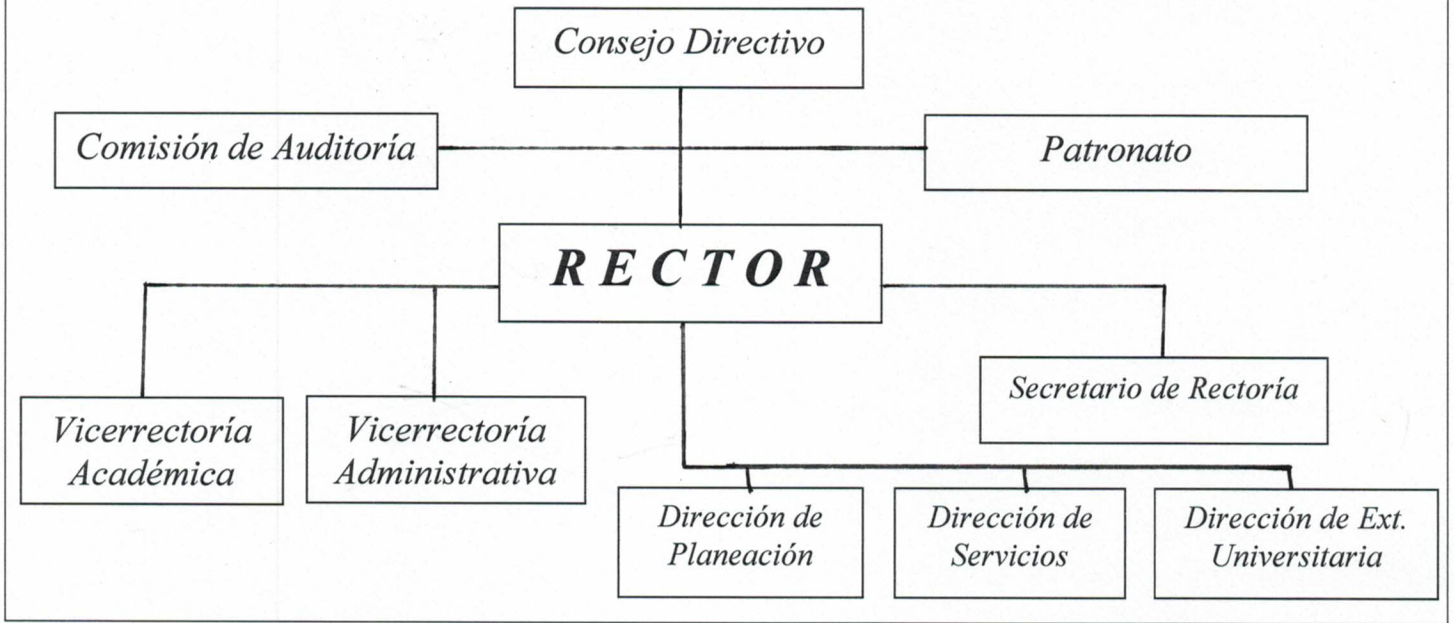 Consejo Directivo
Comisión de Auditoría
Patronato
RECTOR
Secretario de Rectoría
Vicerrectoría
Académica
Vicerrectoría
Administrativa
Dirección de
Planeación
Dirección de
Servicios
Dirección de Ext.
Universitaria